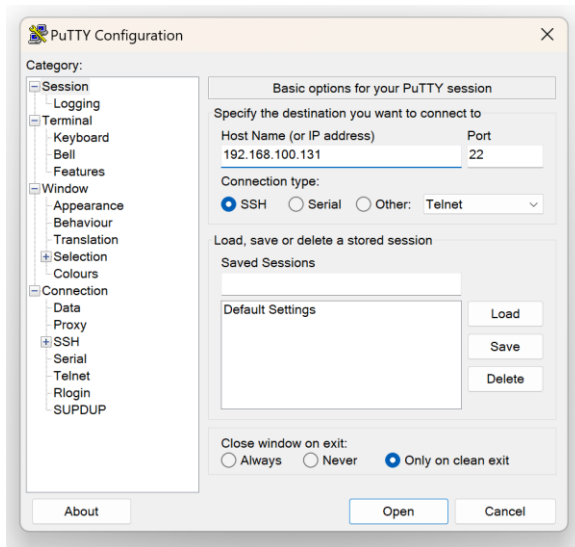 PuTTY Configuration
Category:
Session
Logging
Terminal
Keyboard
Bell
Features
Window
Appearance
Behaviour
Translation
Selection
Colours
Connection
Data
Proxy
SSH
Serial
Telnet
Rlogin
SUPDUP
Basic options for your PuTTY session
Specify the destination you want to connect to
Host Name (or IP address) Port
192.168.100.131 22
Connection type:
SSH Serial Other: Telnet
Load, save or delete a stored session
Saved Sessions
Default Settings
Load
Save
Delete
Close window on exit:
Always Never Only on clean exit
About Open Cancel